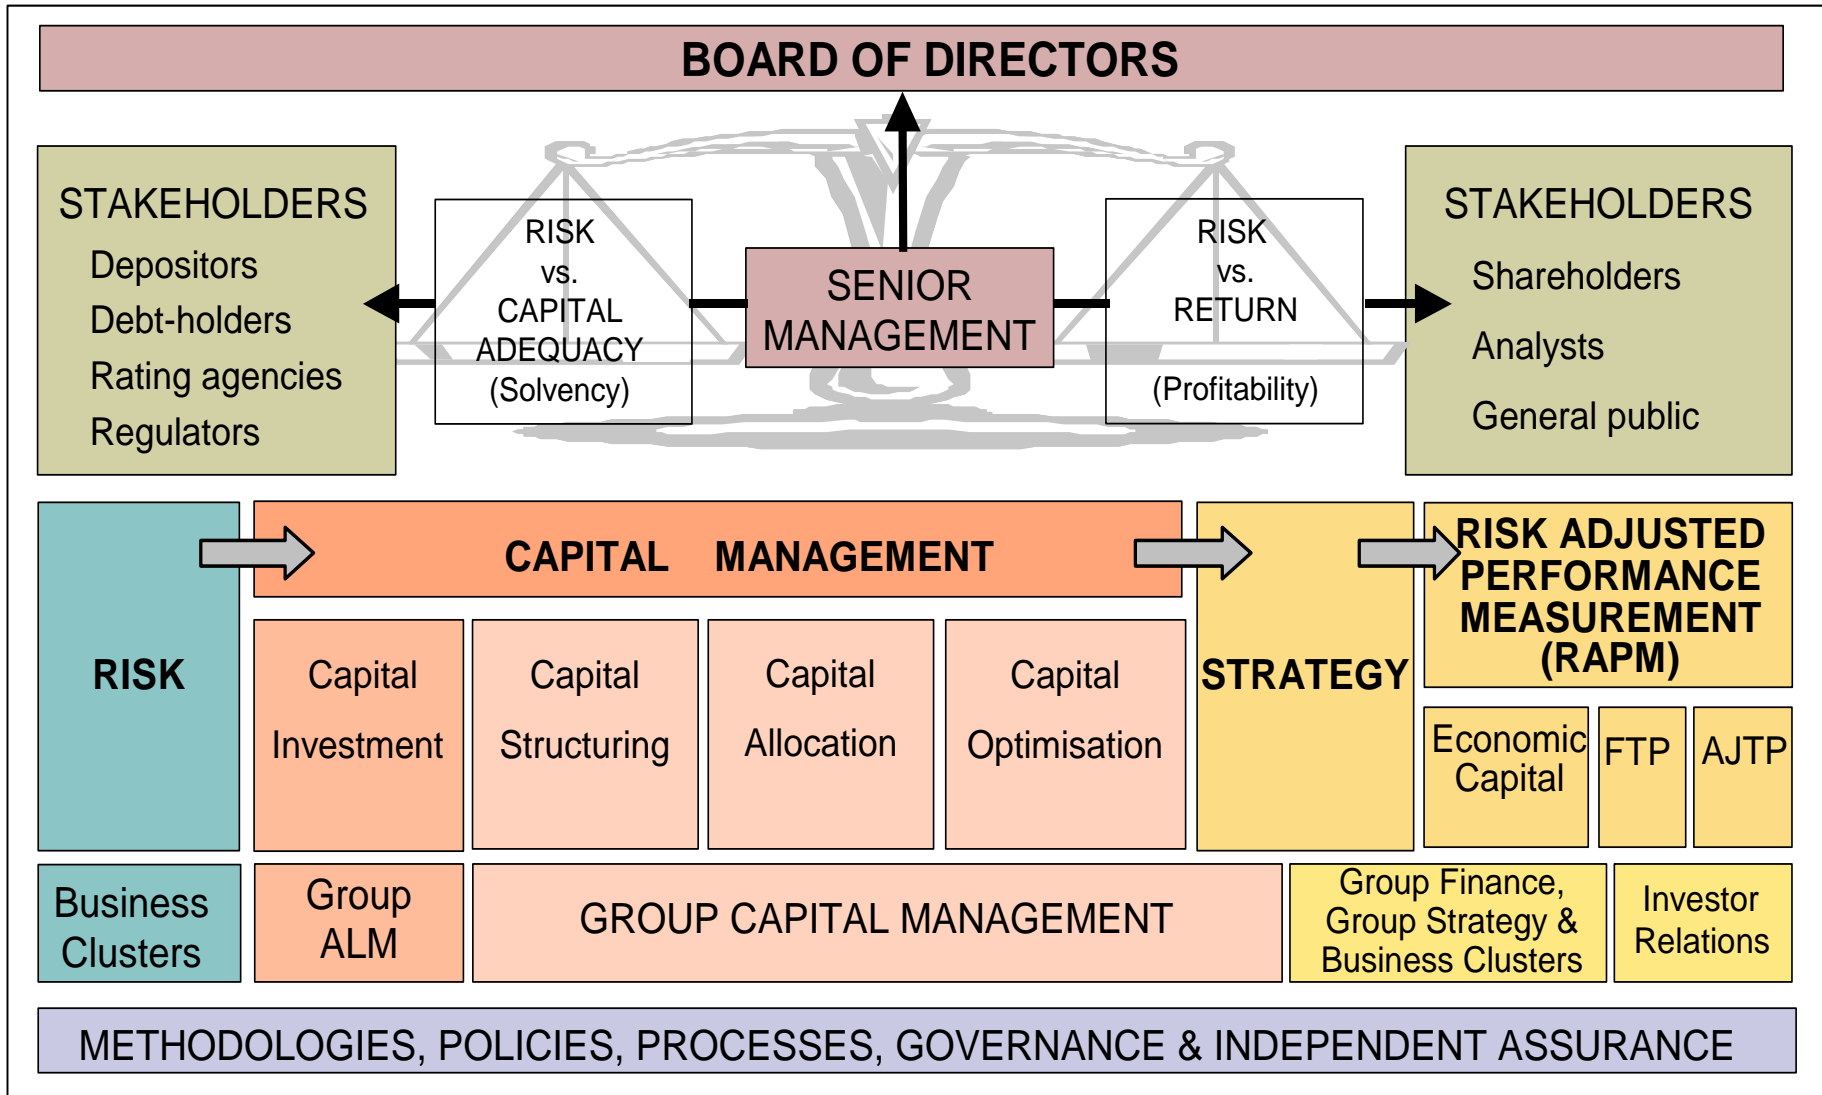 BOARD OF DIRECTORS
STAKEHOLDERS
Depositors
Debt-holders
Rating agencies
Regulators
RISK
vs.
CAPITAL
ADEQUACY
(Solvency)
SENIOR
MANAGEMENT
RISK
vs.
RETURN
(Profitability)
STAKEHOLDERS
Shareholders
Analysts
General public
RISK
CAPITAL MANAGEMENT
Capital
Investment
Capital
Structuring
Capital
Allocation
Capital
Optimisation
STRATEGY
RISK ADJUSTED
PERFORMANCE
MEASUREMENT
(RAPM)
Economic
Capital
FTP
AJTP
Business
Clusters
Group
ALM
GROUP CAPITAL MANAGEMENT
Group Finance,
Group Strategy &
Business Clusters
Investor
Relations
METHODOLOGIES, POLICIES, PROCESSES, GOVERNANCE & INDEPENDENT ASSURANCE